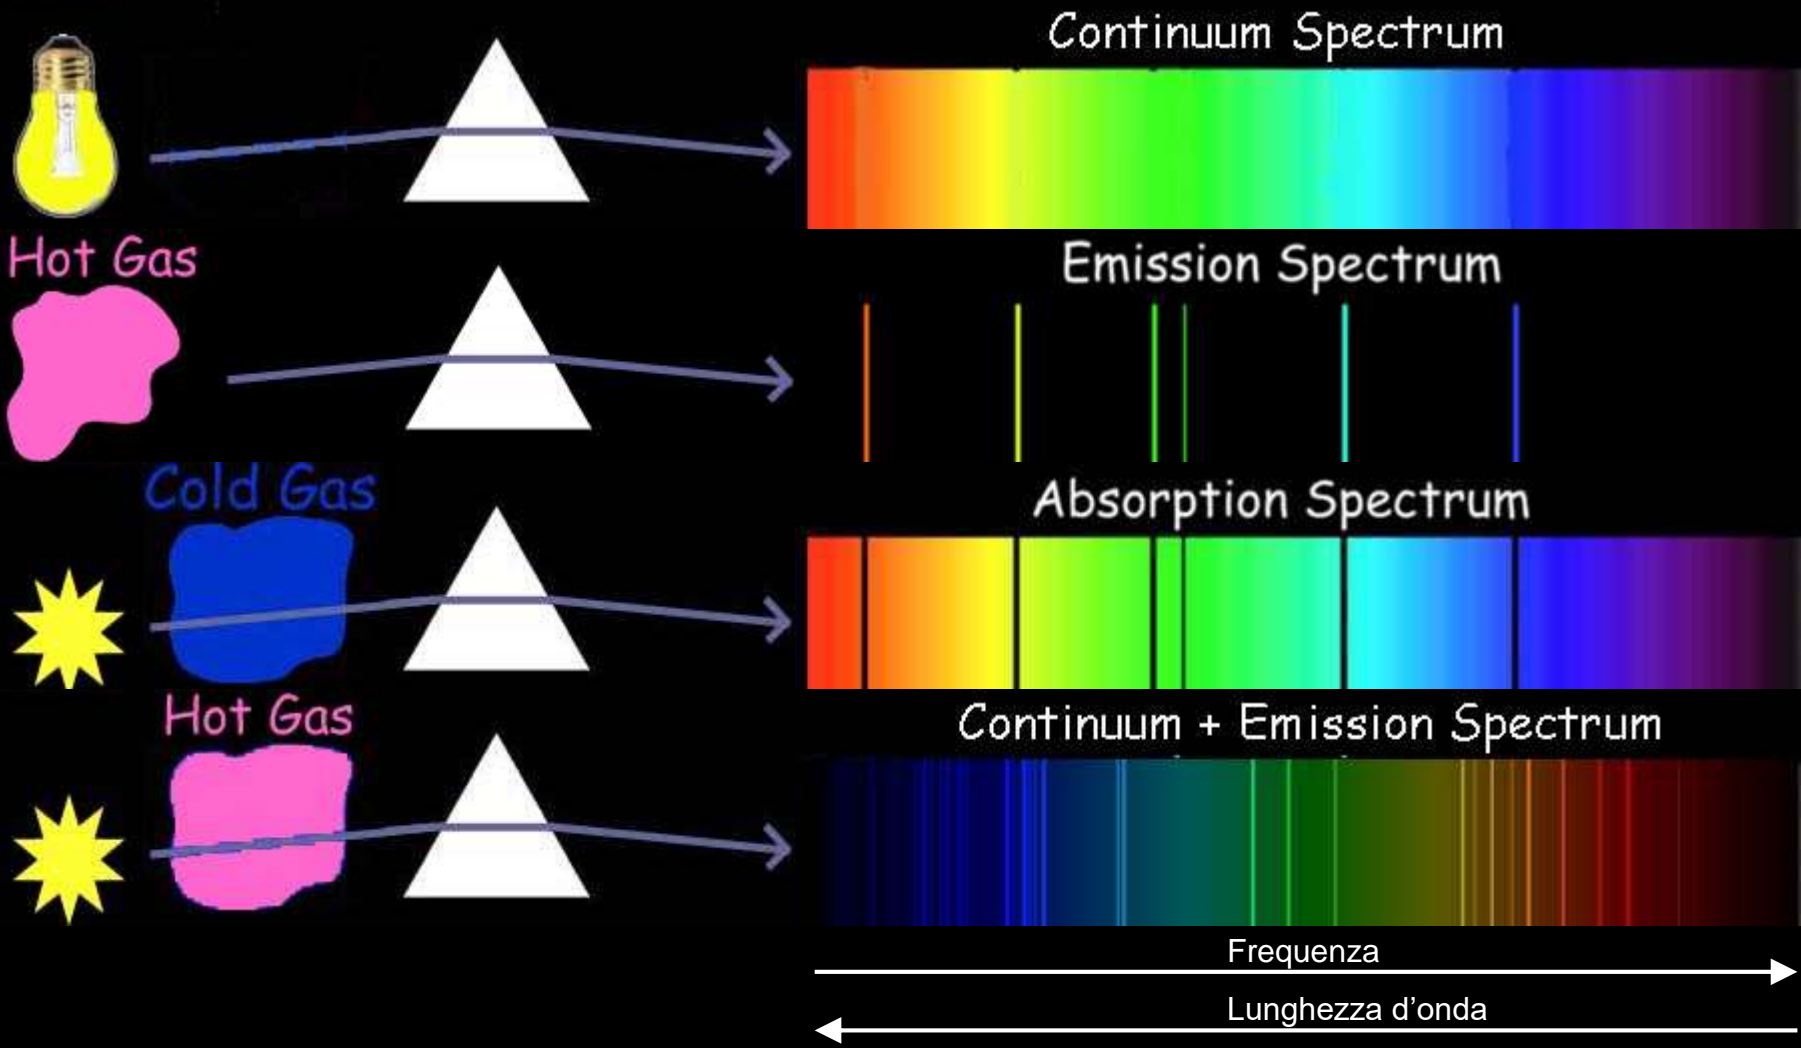 Continuum Spectrum
Hot Gas
Emission Spectrum
Cold Gas
Absorption Spectrum
Hot Gas
Continuum + Emission Spectrum
Frequenza
Lunghezza d’onda